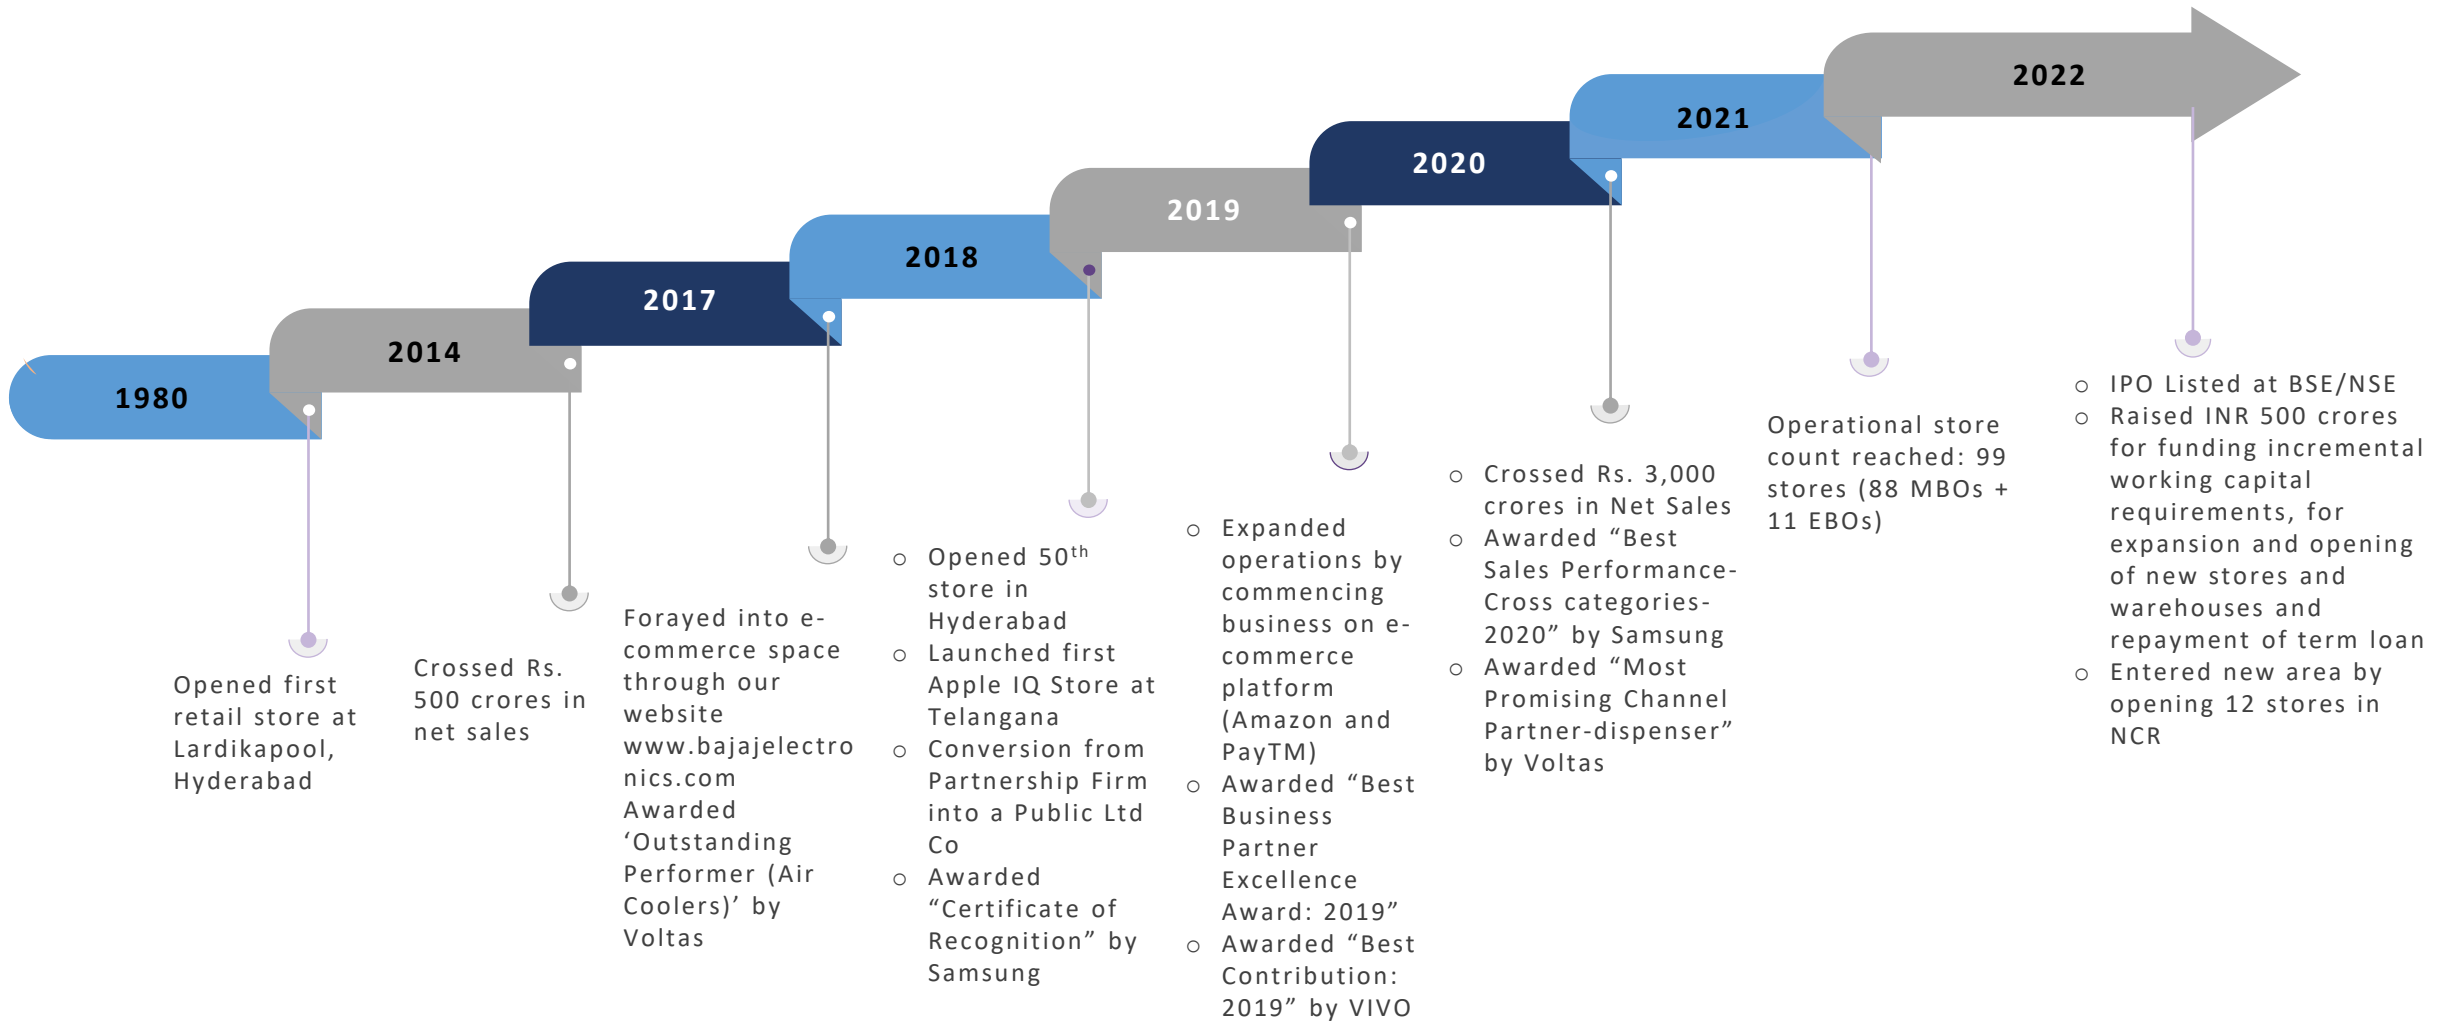 1980
Opened first
retail store at
Lardikapool,
Hyderabad
2014
Crossed Rs.
500 crores in
net sales
2017
Forayed into e-
commerce space
through our
website
www.bajajelectro
nics.com
Awarded
‘Outstanding
Performer (Air
Coolers)’ by
Voltas
2018
o Opened 50th
store in
Hyderabad
o Launched first
Apple IQ Store at
Telangana
o Conversion from
Partnership Firm
into a Public Ltd
Co
o Awarded
“Certificate of
Recognition” by
Samsung
2019
o Expanded
operations by
commencing
business on e-
commerce
platform
(Amazon and
PayTM)
o Awarded “Best
Business
Partner
Excellence
Award: 2019”
o Awarded “Best
Contribution:
2019” by VIVO
2020
o Crossed Rs. 3,000
crores in Net Sales
o Awarded “Best
Sales Performance-
Cross categories-
2020” by Samsung
o Awarded “Most
Promising Channel
Partner-dispenser”
by Voltas
2021
Operational store
count reached: 99
stores (88 MBOs +
11 EBOs)
2022
o IPO Listed at BSE/NSE
o Raised INR 500 crores
for funding incremental
working capital
requirements, for
expansion and opening
of new stores and
warehouses and
repayment of term loan
o Entered new area by
opening 12 stores in
NCR